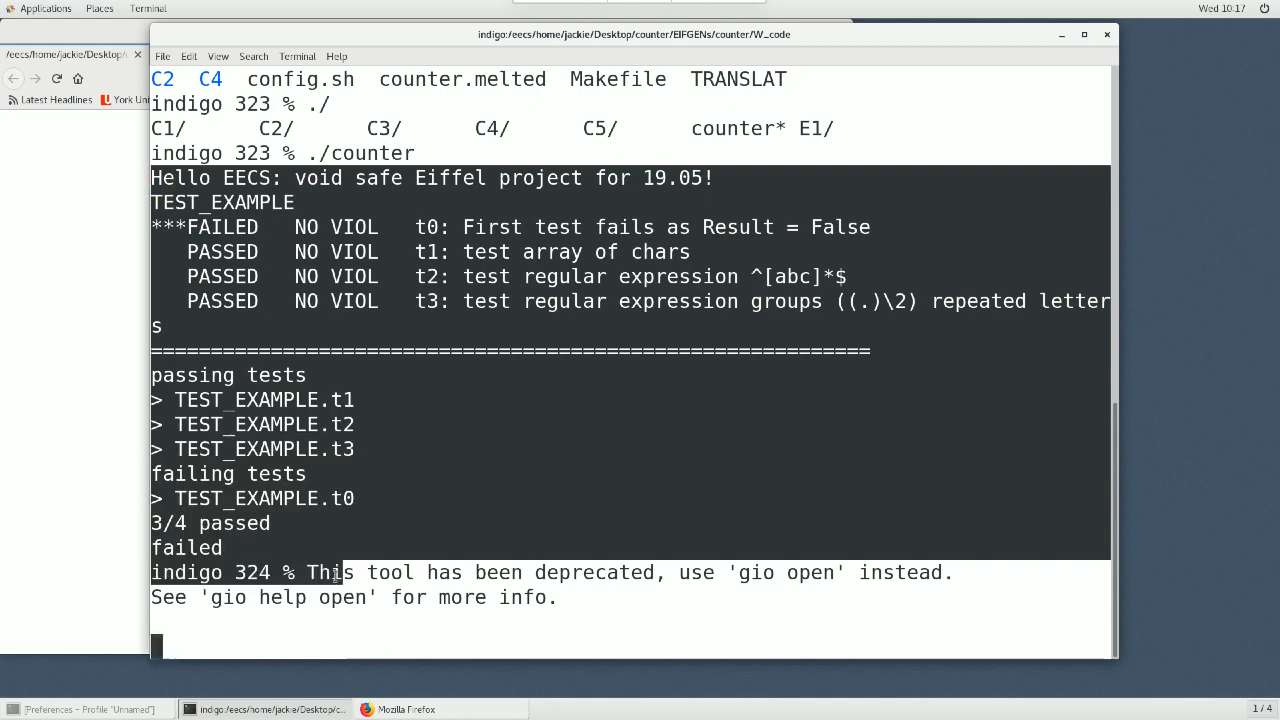 Applications Places Terminal Wed 10:17
indigo:/eecs/home/jackie/Desktop/counter/EIFGENs/counter/W_code
/eecs/home/jackie/Desktop/
File Edit View Search Terminal Help
C2 C4 config.sh counter.melted Makefile TRANSLAT
indigo 323 % ./
Latest Headlines York Uni
C1/ C2/ C3/ C4/ C5/ counter* E1/
indigo 323 % ./counter
Hello EECS: void safe Eiffel project for 19.05!
TEST_EXAMPLE
***FAILED NO VIOL t0: First test fails as Result = False
PASSED NO VIOL t1: test array of chars
PASSED NO VIOL t2: test regular expression ^[abc]*$
PASSED NO VIOL t3: test regular expression groups ((.)\2) repeated letter
s
============================================================
passing tests
> TEST_EXAMPLE.t1
> TEST_EXAMPLE.t2
> TEST_EXAMPLE.t3
failing tests
> TEST_EXAMPLE.t0
3/4 passed
failed
indigo 324 % This tool has been deprecated, use 'gio open' instead.
See 'gio help open' for more info.
[Preferences – Profile "Unnamed"] indigo:/eecs/home/jackie/Desktop/c... Mozilla Firefox 1 / 4